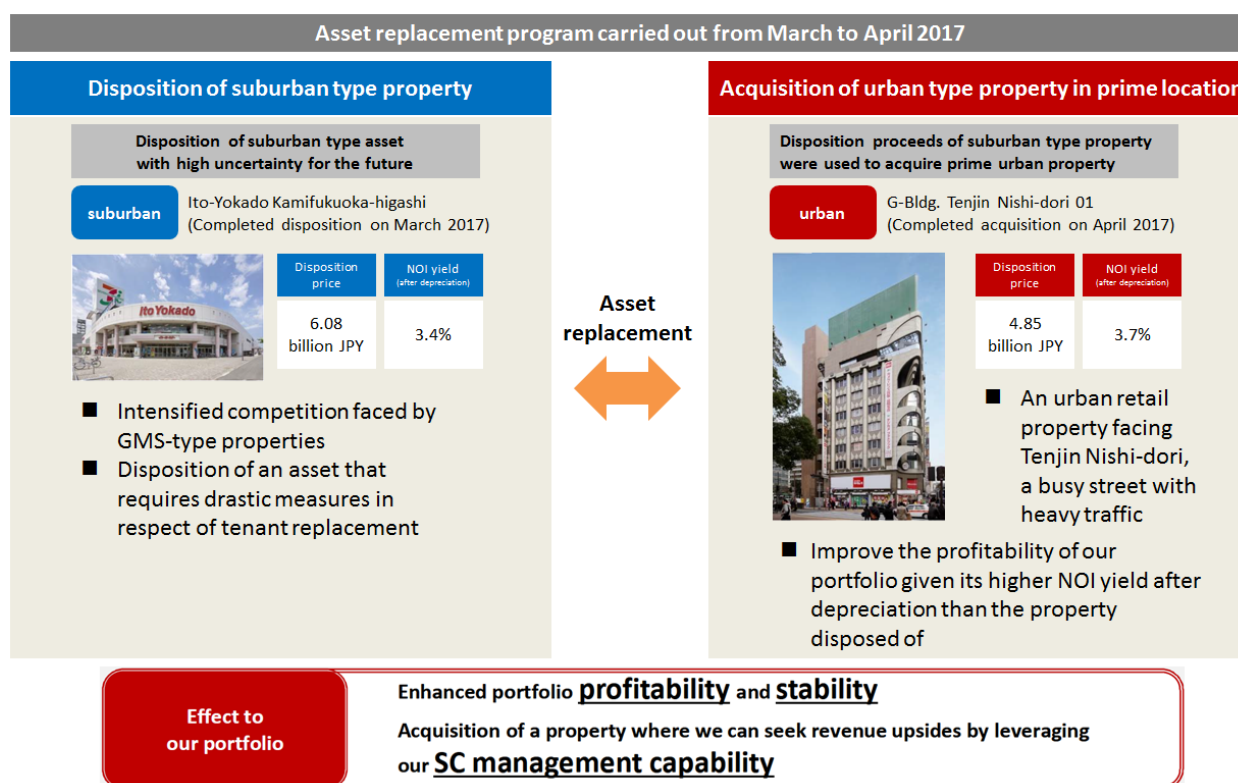 Asset replacement program carried out from March to April 2017
Disposition of suburban type property
Disposition of suburban type asset
with high uncertainty for the future
suburban
Ito-Yokado Kamifukuoka-higashi
(Completed disposition on March 2017)
Ito Yokado
Disposition
price
NOI yield
(after depreciation)
6.08
billion JPY
3.4%
■ Intensified competition faced by
GMS-type properties
■ Disposition of an asset that
requires drastic measures in
respect of tenant replacement
Asset
replacement
Acquisition of urban type property in prime location
Disposition proceeds of suburban type property
were used to acquire prime urban property
urban
G-Bldg. Tenjin Nishi-dori 01
(Completed acquisition on April 2017)
Disposition
price
NOI yield
(after depreciation)
4.85
billion JPY
3.7%
■ An urban retail
property facing
Tenjin Nishi-dori,
a busy street with
heavy traffic
■ Improve the profitability of our
portfolio given its higher NOI yield after
depreciation than the property
disposed of
Effect to
our portfolio
Enhanced portfolio profitability and stability
Acquisition of a property where we can seek revenue upsides by leveraging
our SC management capability